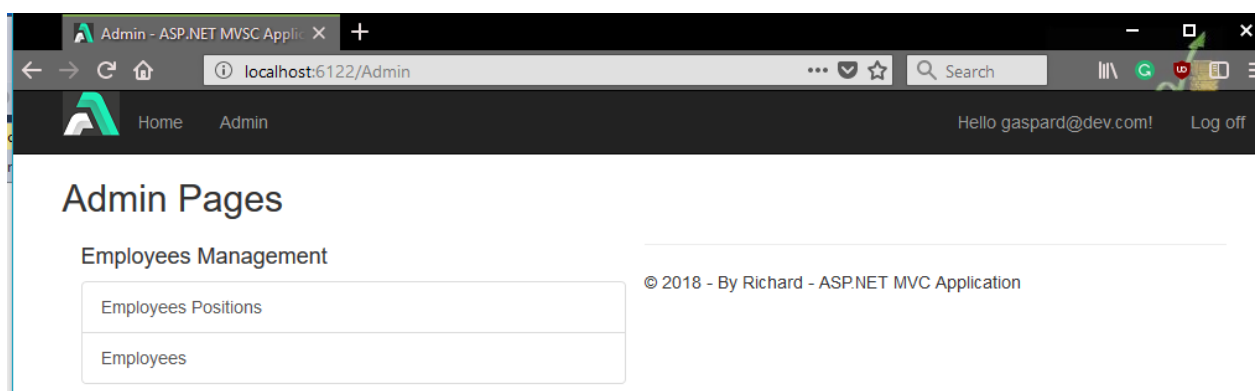 Admin - ASP.NET MVSC Applic
localhost:6122/Admin
Search
Home Admin Hello gaspard@dev.com! Log off
Admin Pages
Employees Management
Employees Positions
Employees
© 2018 - By Richard - ASP.NET MVC Application